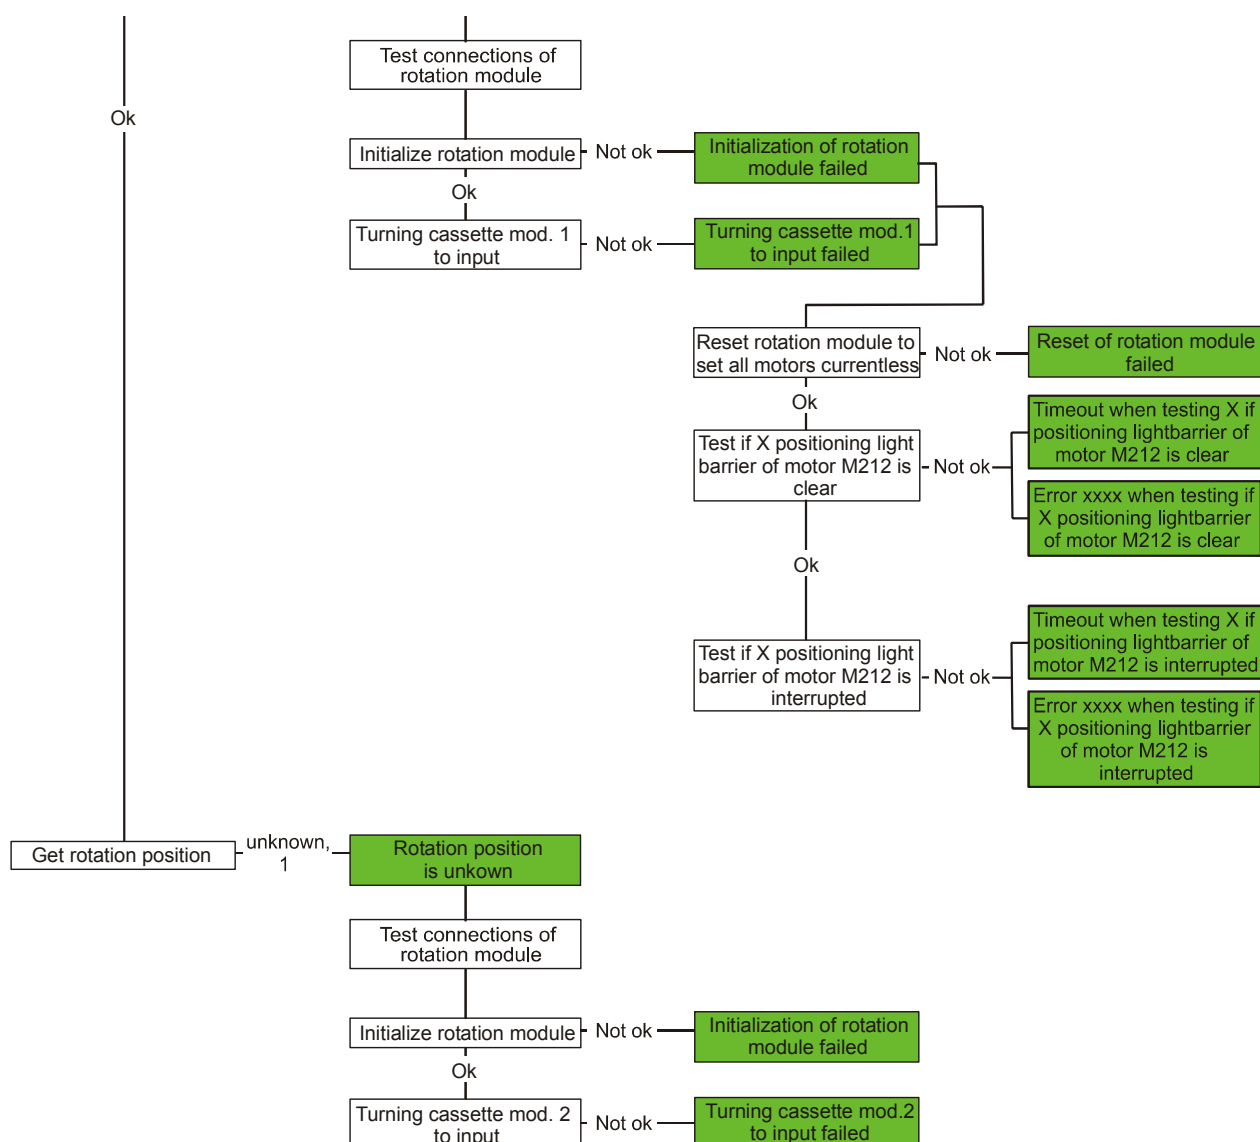 Test connections of
rotation module
Ok
Initialize rotation module
Not ok
Initialization of rotation
module failed
Ok
Turning cassette mod. 1
to input
Not ok
Turning cassette mod.1
to input failed
Reset rotation module to
set all motors currentless
Not ok
Reset of rotation module
failed
Ok
Test if X positioning light
barrier of motor M212 is
clear
Not ok
Timeout when testing X if
positioning lightbarrier of
motor M212 is clear
Error xxxx when testing if
X positioning lightbarrier
of motor M212 is clear
Ok
Test if X positioning light
barrier of motor M212 is
interrupted
Not ok
Timeout when testing X if
positioning lightbarrier of
motor M212 is interrupted
Error xxxx when testing if
X positioning lightbarrier
of motor M212 is
interrupted
Get rotation position
unknown,
1
Rotation position
is unkown
Test connections of
rotation module
Initialize rotation module
Not ok
Initialization of rotation
module failed
Ok
Turning cassette mod. 2
to input
Not ok
Turning cassette mod.2
to input failed